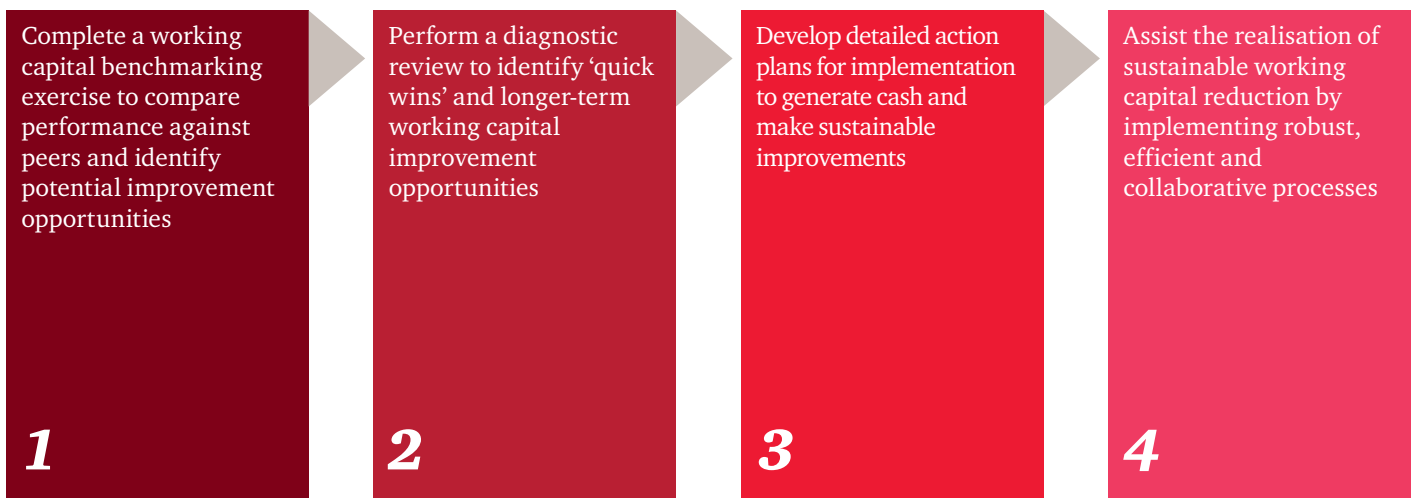 Complete a working
capital benchmarking
exercise to compare
performance against
peers and identify
potential improvement
opportunities
1
Perform a diagnostic
review to identify ‘quick
wins’ and longer-term
working capital
improvement
opportunities
2
Develop detailed action
plans for implementation
to generate cash and
make sustainable
improvements
3
Assist the realisation of
sustainable working
capital reduction by
implementing robust,
efficient and
collaborative processes
4